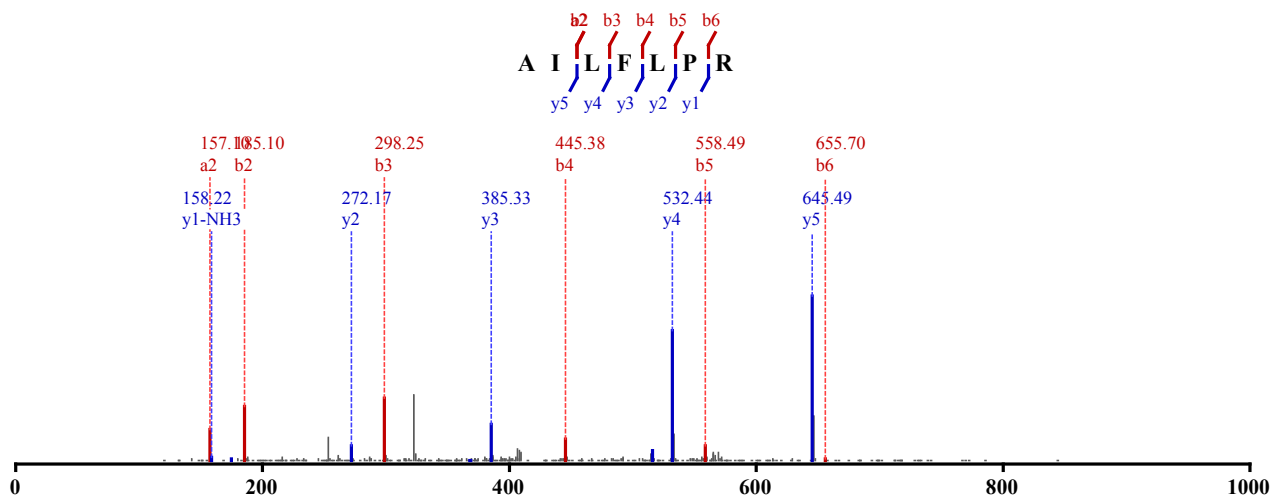 a2 b2 b3 b4 b5 b6
A I L F L P R
y5 y4 y3 y2 y1
157.10 185.10 298.25 445.38 558.49 655.70
a2 b2 b3 b4 b5 b6
158.22 272.17 385.33 532.44 645.49
y1-NH3 y2 y3 y4 y5
0 200 400 600 800 1000